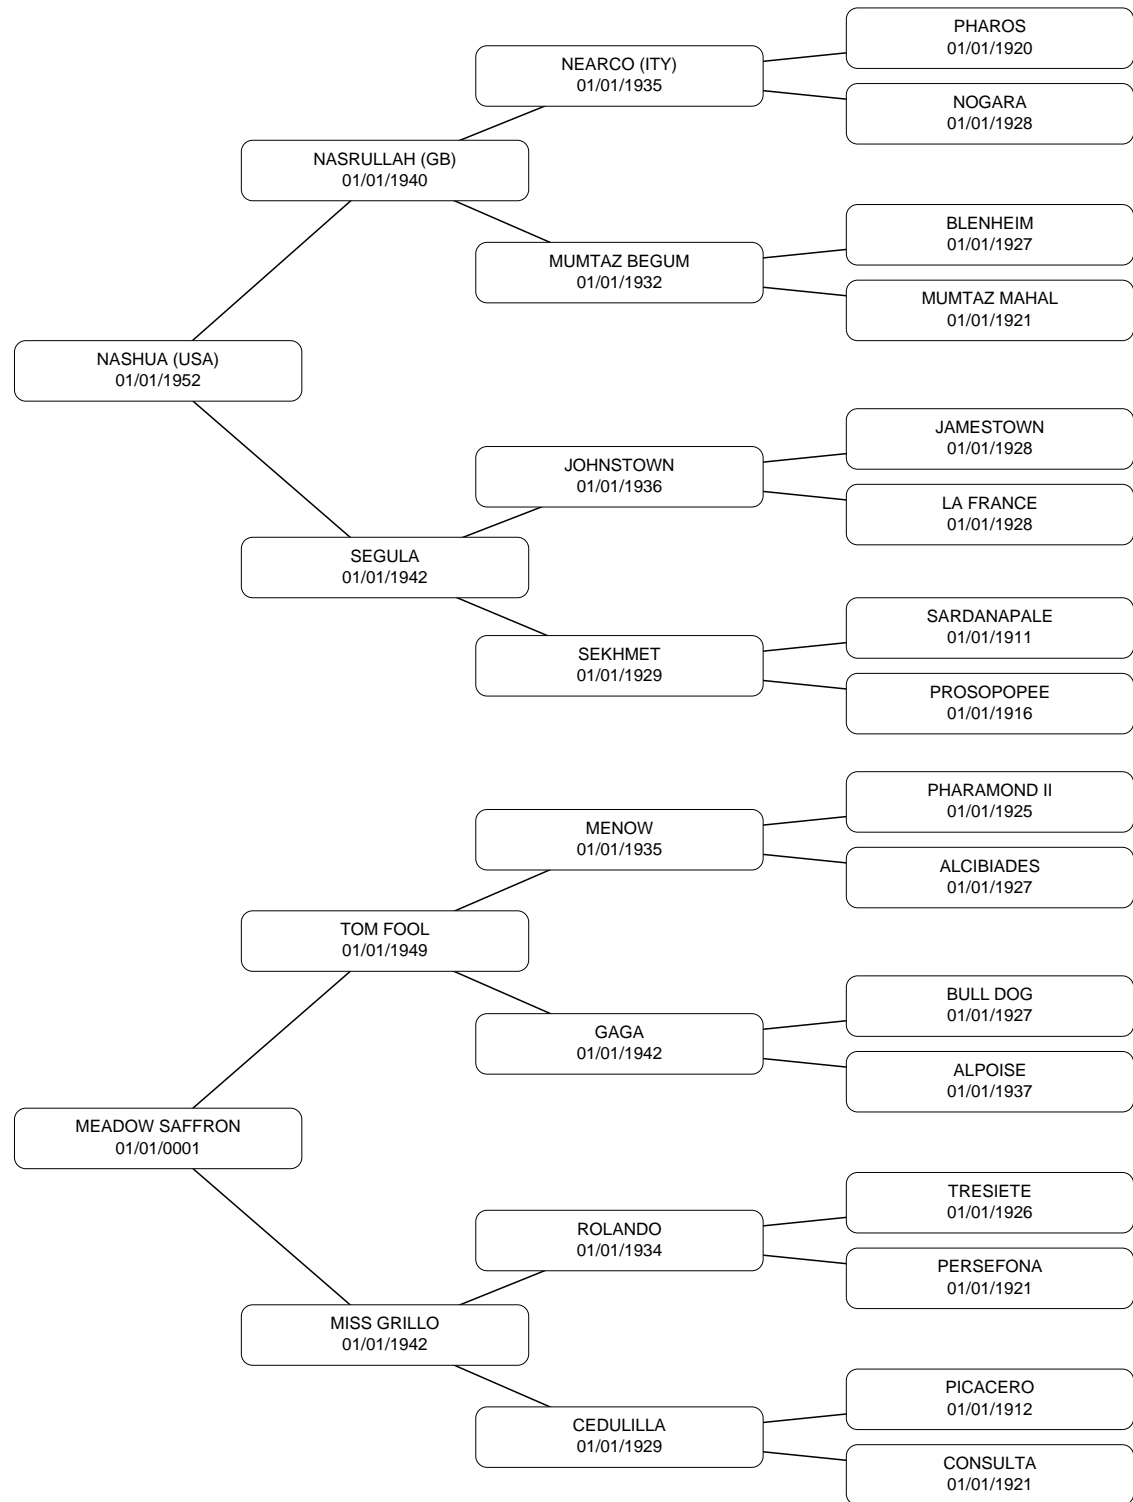 PHAROS
01/01/1920
NEARCO (ITY)
01/01/1935
NOGARA
01/01/1928
NASRULLAH (GB)
01/01/1940
BLENHEIM
01/01/1927
MUMTAZ BEGUM
01/01/1932
MUMTAZ MAHAL
01/01/1921
NASHUA (USA)
01/01/1952
JAMESTOWN
01/01/1928
JOHNSTOWN
01/01/1936
LA FRANCE
01/01/1928
SEGULA
01/01/1942
SARDANAPALE
01/01/1911
SEKHMET
01/01/1929
PROSOPOPEE
01/01/1916
PHARAMOND II
01/01/1925
MENOW
01/01/1935
ALCIBIADES
01/01/1927
TOM FOOL
01/01/1949
BULL DOG
01/01/1927
GAGA
01/01/1942
ALPOISE
01/01/1937
MEADOW SAFFRON
01/01/0001
TRESIETE
01/01/1926
ROLANDO
01/01/1934
PERSEFONA
01/01/1921
MISS GRILLO
01/01/1942
PICACERO
01/01/1912
CEDULILLA
01/01/1929
CONSULTA
01/01/1921